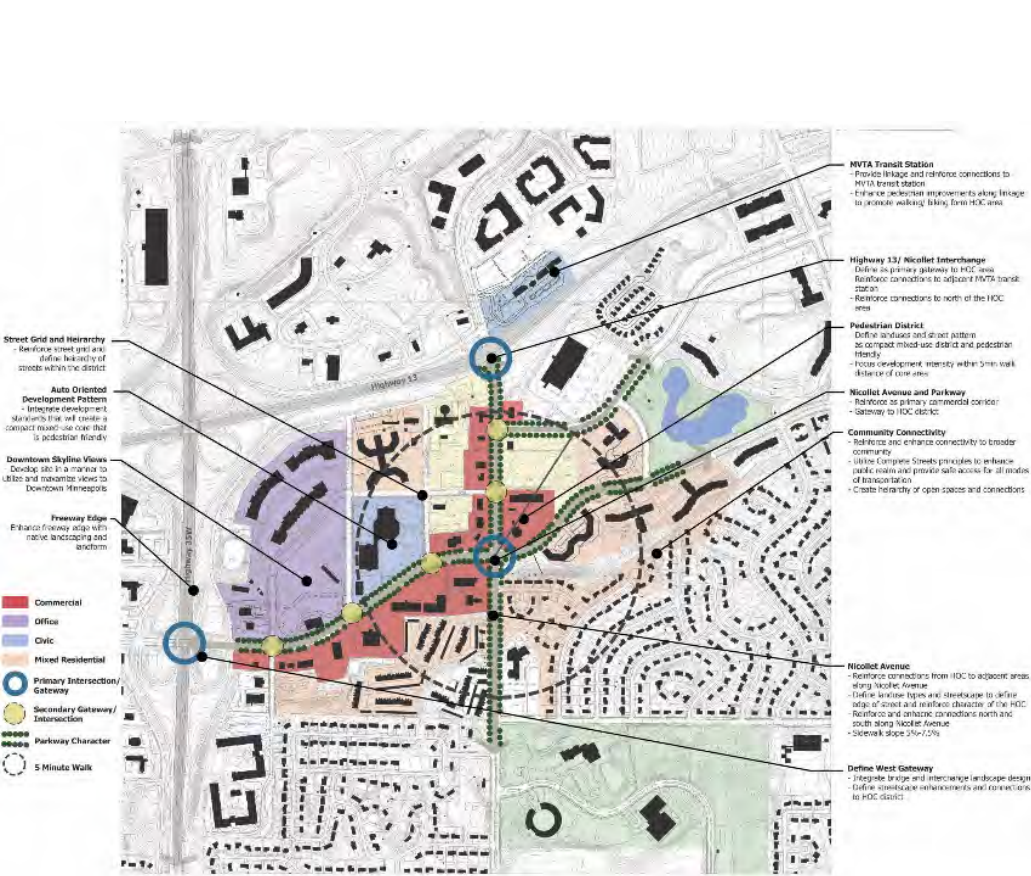 MVTA Transit Station
- Provide linkage and reinforce connections to
MVTA transit station
- Enhance pedestrian improvements along linkage
to promote walking/ biking form HOC area
Highway 13/ Nicollet Interchange
Define as primary gateway to HOC area
Reinforce connections to adjacent MVTA transit
station
- Reinforce connections to north of the HOC
area
Pedestrian District
Define landuses and street pattern
as compact mixed-use district and pedestrian
friendly
- Focus development intensity within 5min walk
distance of core area
Nicollet Avenue and Parkway
- Reinforce as primary commercial corridor
- Gateway to HOC district
Community Connectivity
- Reinforce and enhance connectivity to broader
community
- Utilize Complete Streets principles to enhance
public realm and provide safe access for all modes
of transportation
- Create heirarchy of open spaces and connections
Nicollet Avenue
- Reinforce connections from HOC to adjacent areas
along Nicollet Avenue
- Define landuse types and streetscape to define
edge of street and reinforce character of the HOC
- Reinforce and enhacne connections north and
south along Nicollet Avenue
- Sidewalk slope 5%-7.5%
Define West Gateway
- Integrate bridge and interchange landscape design
- Define streetscape enhancements and connections
to HOC district
Street Grid and Heirarchy
- Reinforce street grid and
define heirarchy of
streets within the district
Auto Oriented
Development Pattern
- Integrate development
standards that will create a
compact mixed-use core that
is pedestrian friendly
Downtown Skyline Views
- Develop site in a manner to
utilize and maxamize views to
Downtown Minneapolis
Freeway Edge
Enhance freeway edge with
native landscaping and
landform
Highway 13
Highway 35W
Commercial
Office
Civic
Mixed Residential
Primary Intersection/
Gateway
Secondary Gateway/
Intersection
Parkway Character
5 Minute Walk